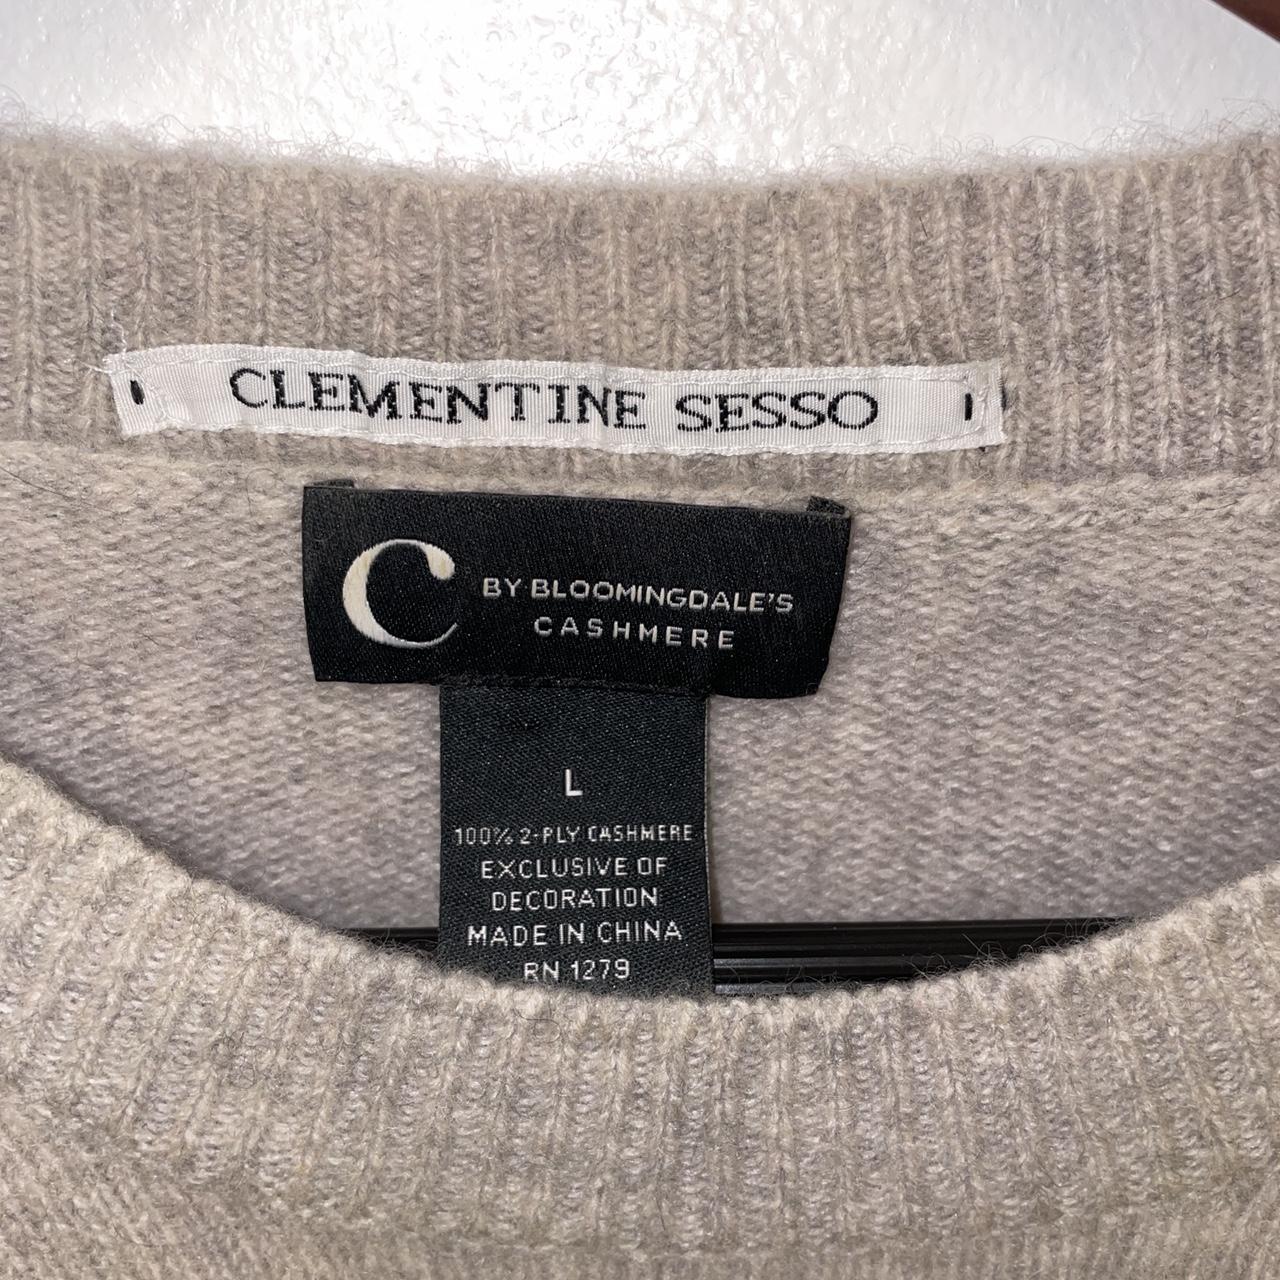 CLEMENTINE SESSO
C BY BLOOMINGDALE'S
CASHMERE
L
100% 2-PLY CASHMERE
EXCLUSIVE OF
DECORATION
MADE IN CHINA
RN 1279